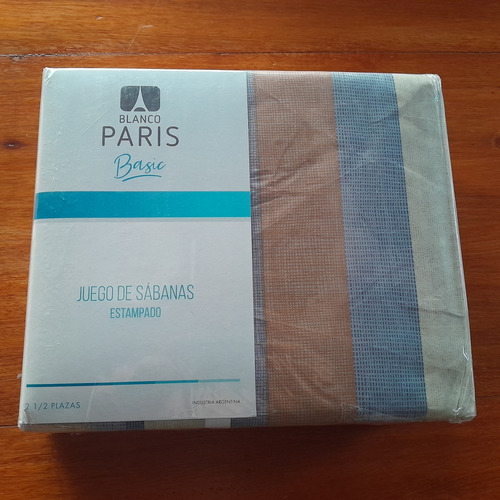 BLANCO
PARIS
Basic
JUEGO DE SÁBANAS
ESTAMPADO
2 1/2 PLAZAS
INDUSTRIA ARGENTINA